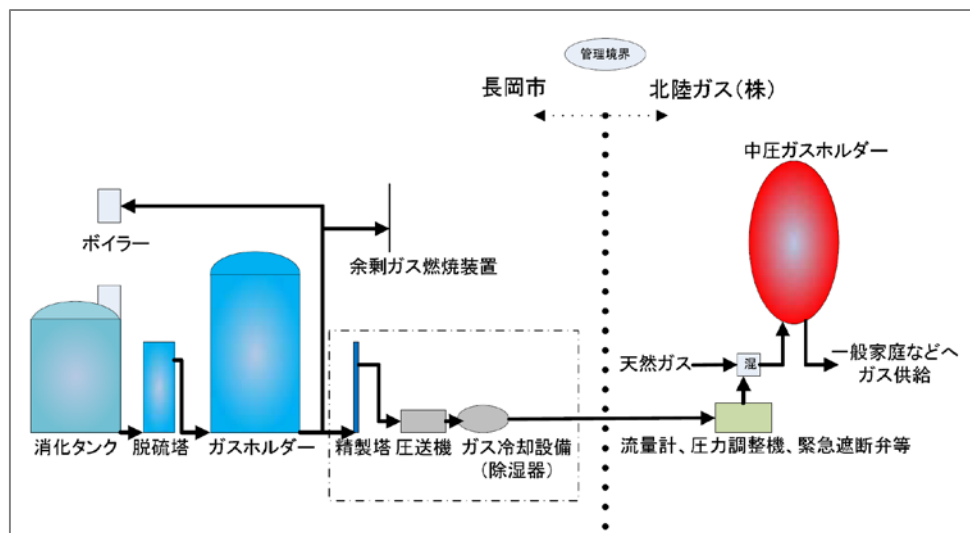 管理境界
長岡市
北陸ガス(株)
中圧ガスホルダー
ボイラー
余剰ガス燃焼装置
天然ガス
混
一般家庭などへ
ガス供給
消化タンク
脱硫塔
ガスホルダー
精製塔
圧送機
ガス冷却設備
(除湿器)
流量計、圧力調整機、緊急遮断弁等